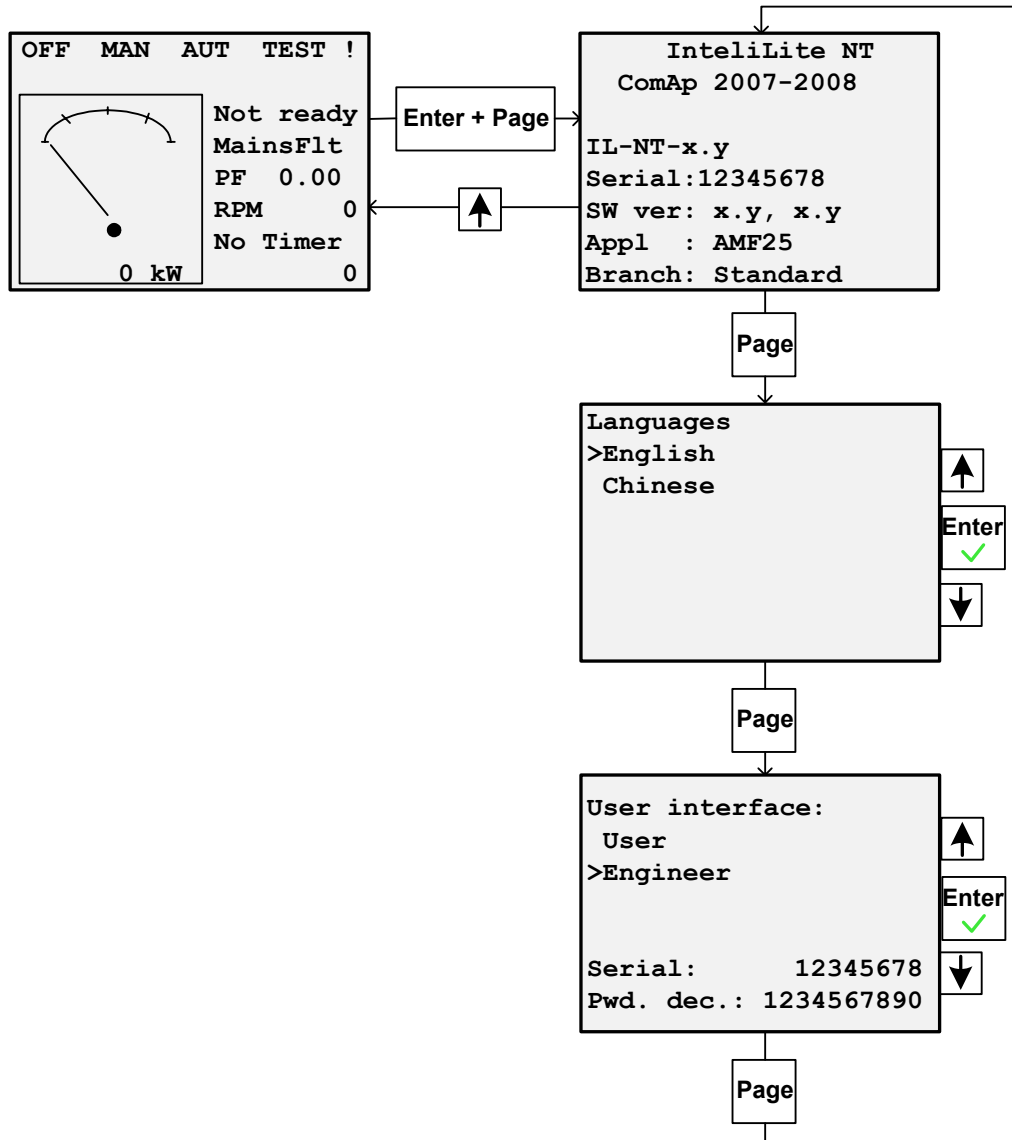 OFF MAN AUT TEST !
Not ready
MainsFlt
PF 0.00
RPM 0
No Timer
0 kW 0
Enter + Page
InteliLite NT
ComAp 2007-2008
IL-NT-x.y
Serial:12345678
SW ver: x.y, x.y
Appl : AMF25
Branch: Standard
Page
Languages
>English
Chinese
Enter
Page
User interface:
User
>Engineer
Serial: 12345678
Pwd. dec.: 1234567890
Enter
Page